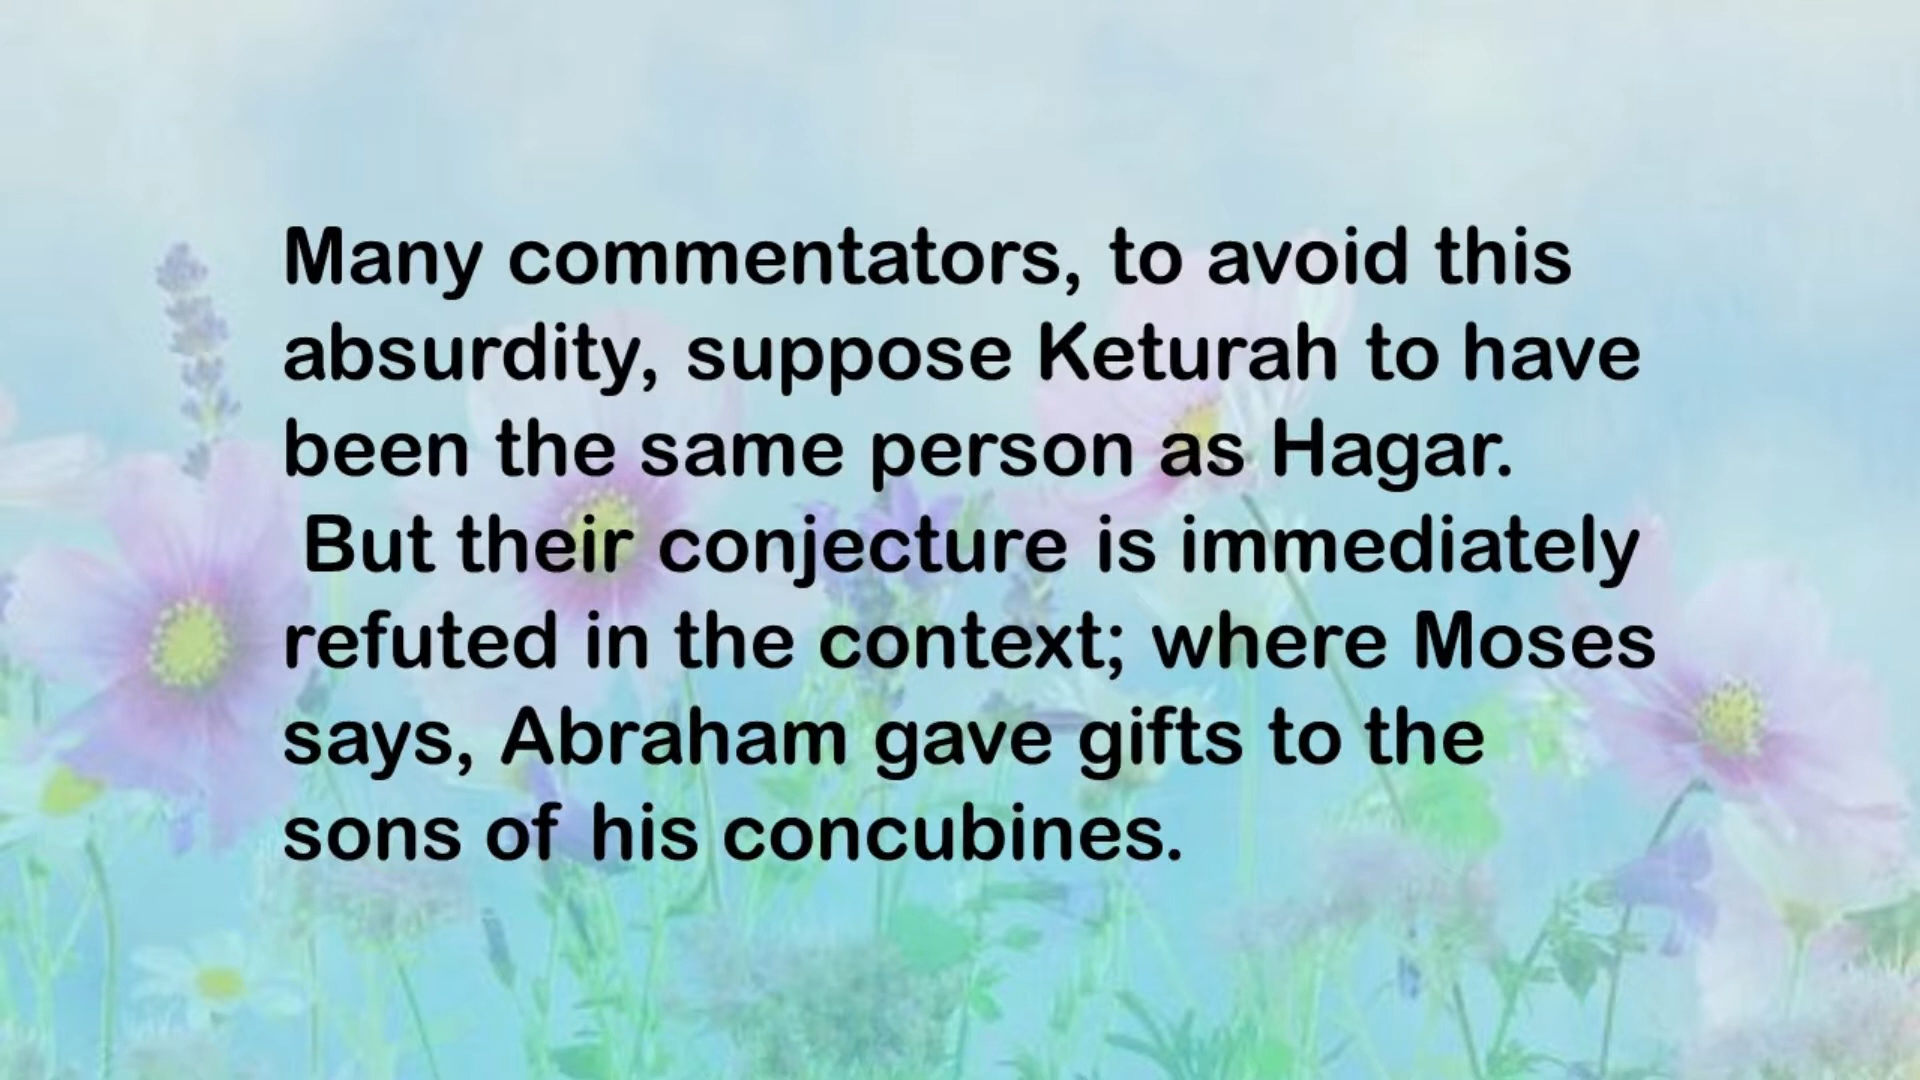 Many commentators, to avoid this
absurdity, suppose Keturah to have
been the same person as Hagar.
But their conjecture is immediately
refuted in the context; where Moses
says, Abraham gave gifts to the
sons of his concubines.